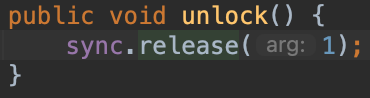 public void unlock() {
    sync.release( arg: 1);
}